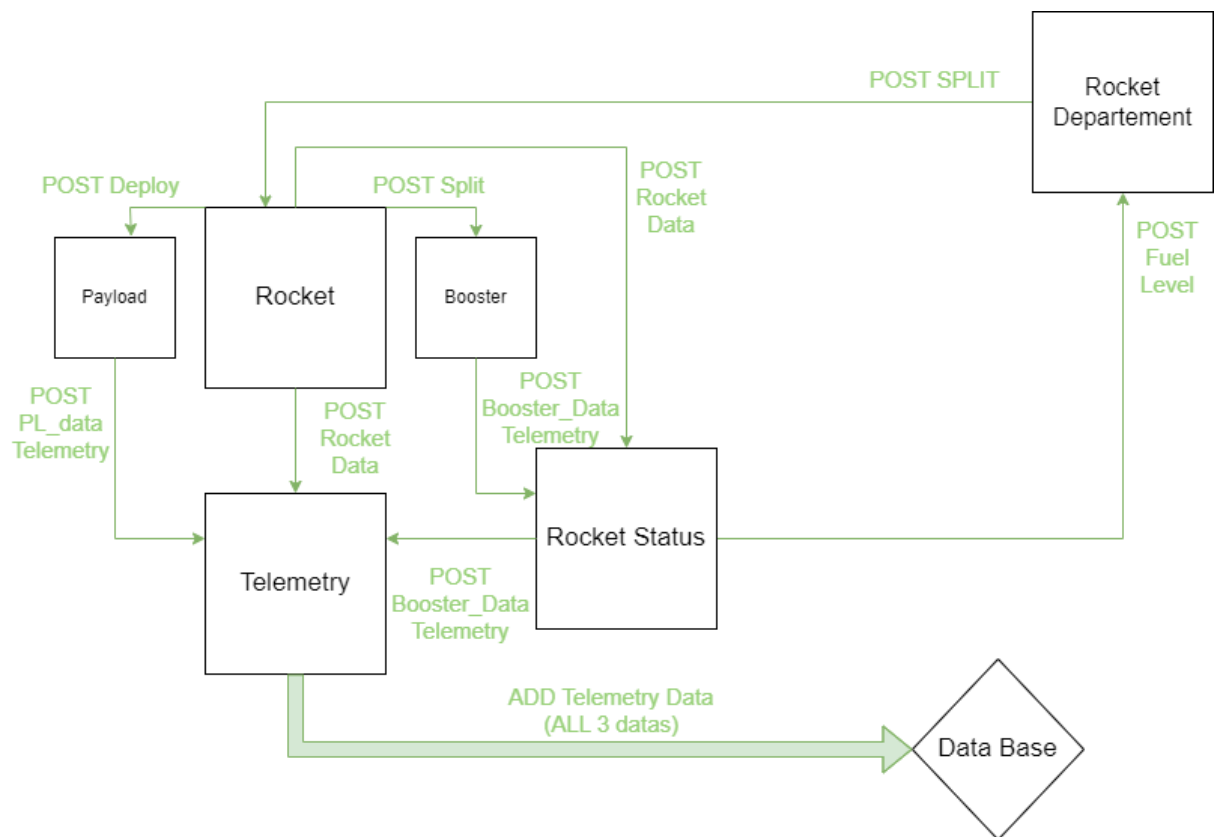 POST SPLIT
Rocket
Departement
POST Deploy
POST Split
POST
Rocket
Data
POST
Fuel
Level
Payload
Rocket
Booster
POST
PL_data
Telemetry
POST
Rocket
Data
POST
Booster_Data
Telemetry
Telemetry
Rocket Status
POST
Booster_Data
Telemetry
ADD Telemetry Data
(ALL 3 datas)
Data Base